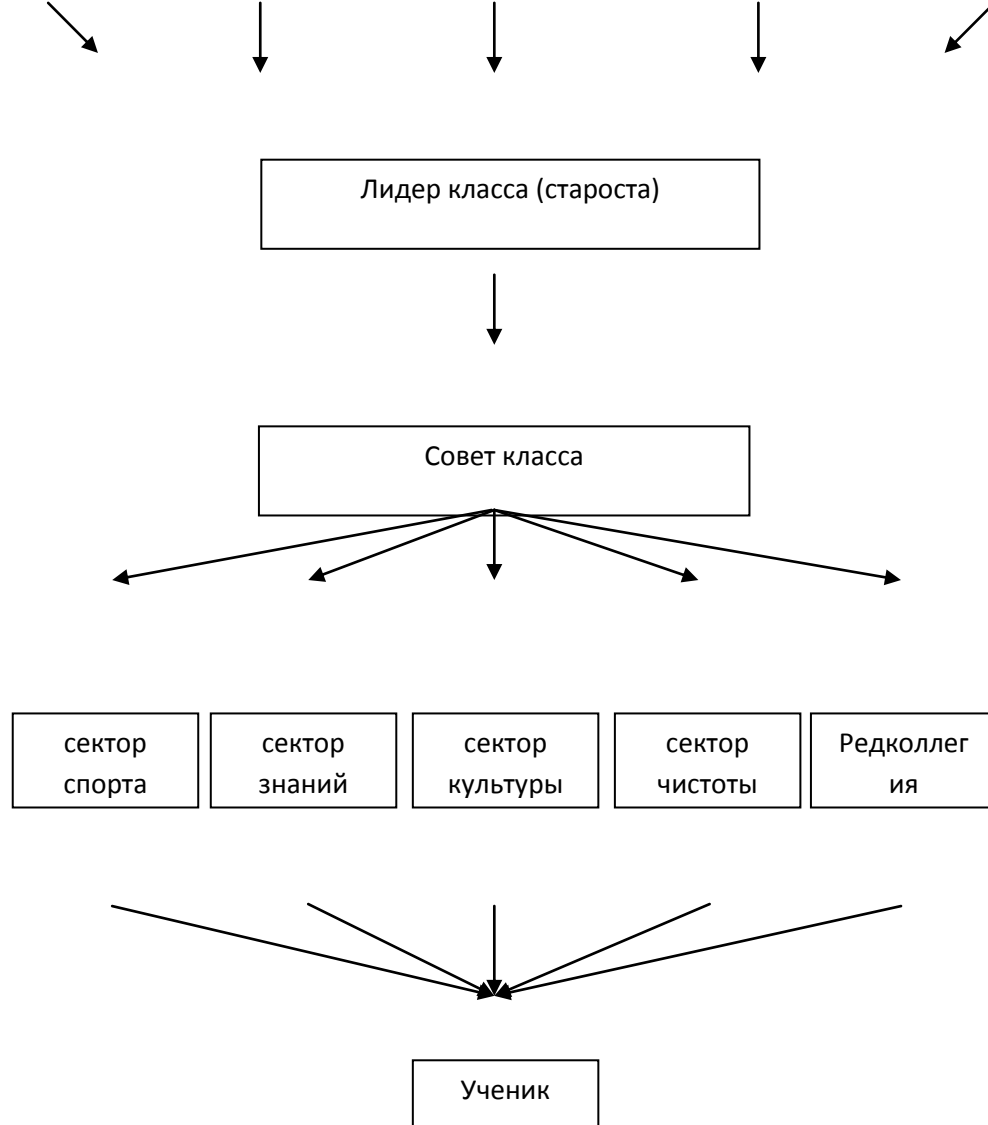 Лидер класса (староста)
Совет класса
сектор
спорта
сектор
знаний
сектор
культуры
сектор
чистоты
Редколлег
ия
Ученик